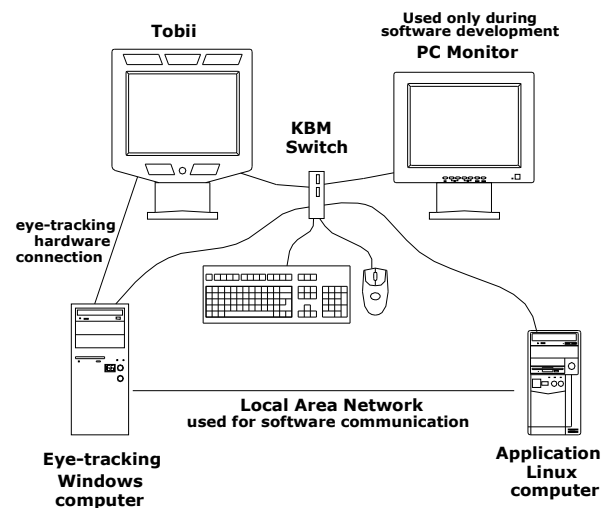 Tobii
Used only during
software development
PC Monitor
KBM
Switch
eye-tracking
hardware
connection
Local Area Network
used for software communication
Eye-tracking
Windows
computer
Application
Linux
computer